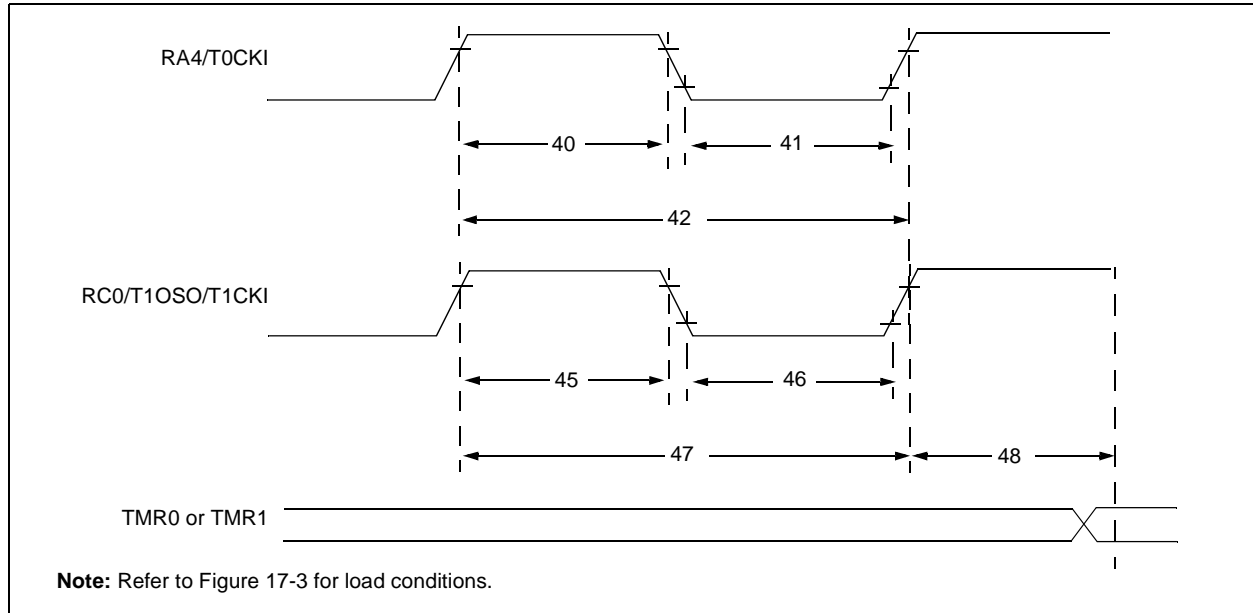 RA4/T0CKI
40
41
42
RC0/T1OSO/T1CKI
45
46
47
48
TMR0 or TMR1
Note: Refer to Figure 17-3 for load conditions.